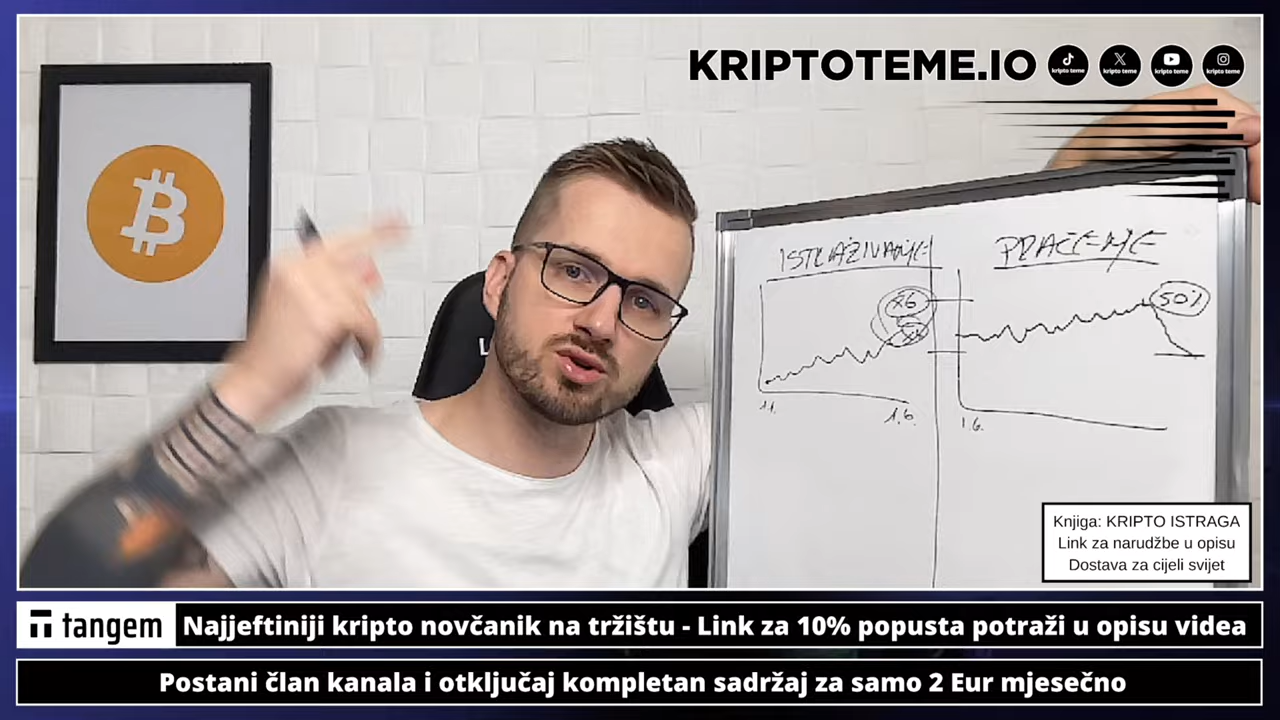 KRIPTOTEME.IO
kripto teme
kripto teme
kripto teme
kripto teme
ISTRAŽIVANJE
PRAĆENJE
x6
50%
1.1.
1.6.
1.6.
L
Knjiga: KRIPTO ISTRAGA
Link za narudžbe u opisu
Dostava za cijeli svijet
tangem
Najjeftiniji kripto novčanik na tržištu - Link za 10% popusta potraži u opisu videa
Postani član kanala i otključaj kompletan sadržaj za samo 2 Eur mjesečno